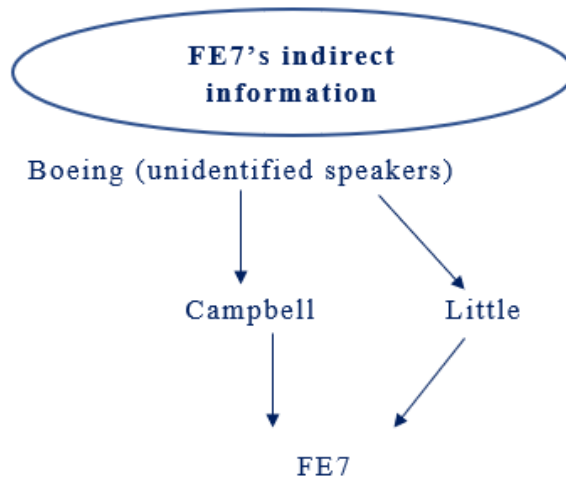 FE7’s indirect
information
Boeing (unidentified speakers)
Campbell
Little
FE7